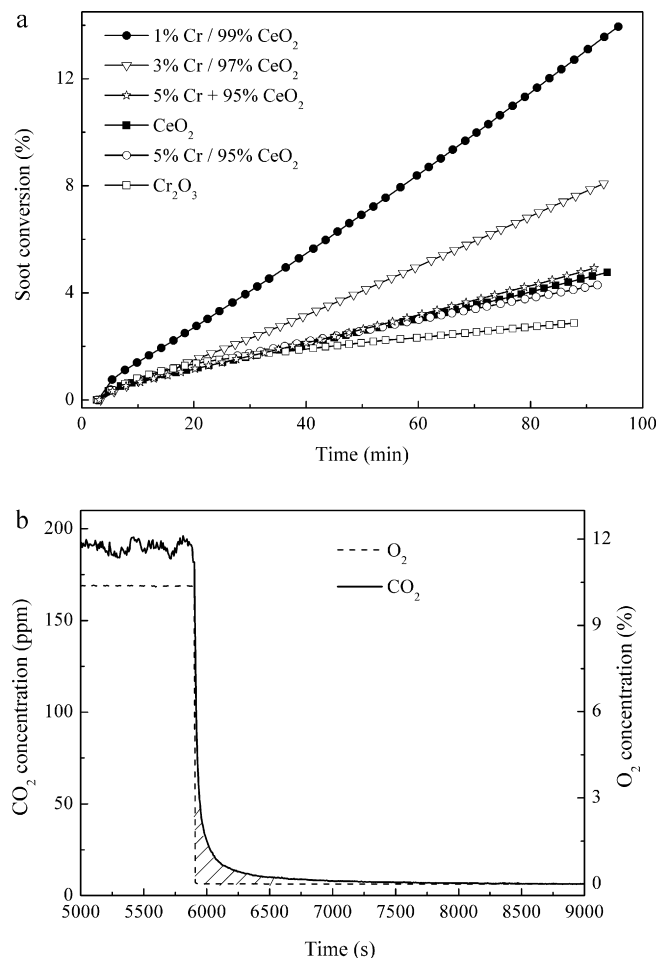 a
1% Cr / 99% CeO₂
3% Cr / 97% CeO₂
5% Cr + 95% CeO₂
CeO₂
5% Cr / 95% CeO₂
Cr₂O₃
Soot conversion (%)
12
8
4
0
0 20 40 60 80 100
Time (min)
b
O₂
CO₂
CO₂ concentration (ppm)
200
150
100
50
0
12
9
6
3
0
O₂ concentration (%)
5000 5500 6000 6500 7000 7500 8000 8500 9000
Time (s)